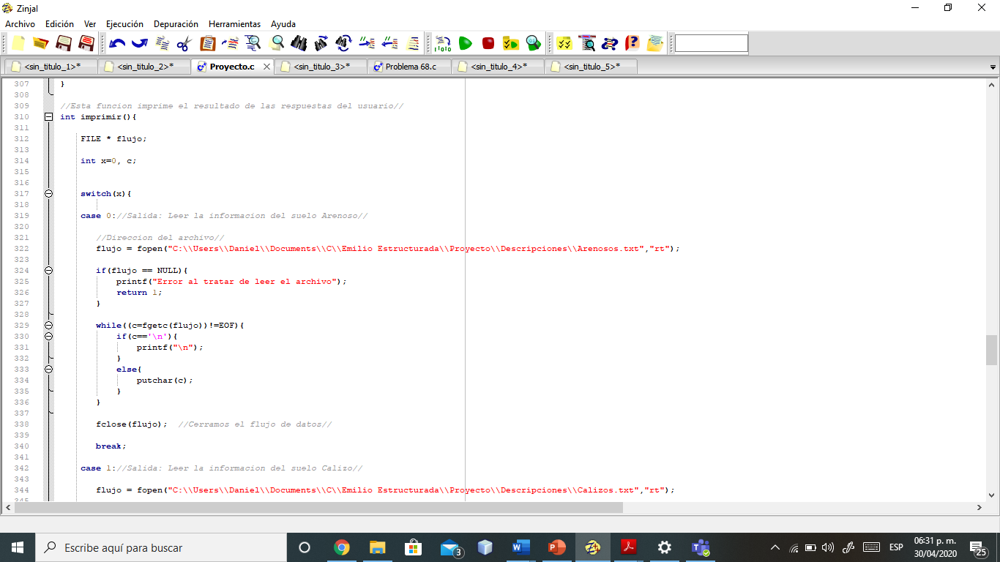 Zinjal
Archivo Edición Ver Ejecución Depuración Herramientas Ayuda
<sin_titulo_1>* <sin_titulo_2>* Proyecto.c <sin_titulo_3>* Problema 68.c <sin_titulo_4>* <sin_titulo_5>*
307 }
308
309 //Esta funcion imprime el resultado de las respuestas del usuario//
310 int imprimir(){
311
312 FILE * flujo;
313
314 int x=0, c;
315
316
317 switch(x){
318
319 case 0://Salida: Leer la informacion del suelo Arenoso//
320
321 //Direccion del archivo//
322 flujo = fopen("C:\\Users\\Daniel\\Documents\\C\\Emilio Estructurada\\Proyecto\\Descripciones\\Arenosos.txt","rt");
323
324 if(flujo == NULL){
325 printf("Error al tratar de leer el archivo");
326 return 1;
327 }
328
329 while((c=fgetc(flujo))!=EOF){
330 if(c=='\n'){
331 printf("\n");
332 }
333 else{
334 putchar(c);
335 }
336 }
337
338 fclose(flujo); //Cerramos el flujo de datos//
339
340 break;
341
342 case 1://Salida: Leer la informacion del suelo Calizo//
343
344 flujo = fopen("C:\\Users\\Daniel\\Documents\\C\\Emilio Estructurada\\Proyecto\\Descripciones\\Calizos.txt","rt");
345
Escribe aquí para buscar
3
ESP
06:31 p. m.
30/04/2020
25